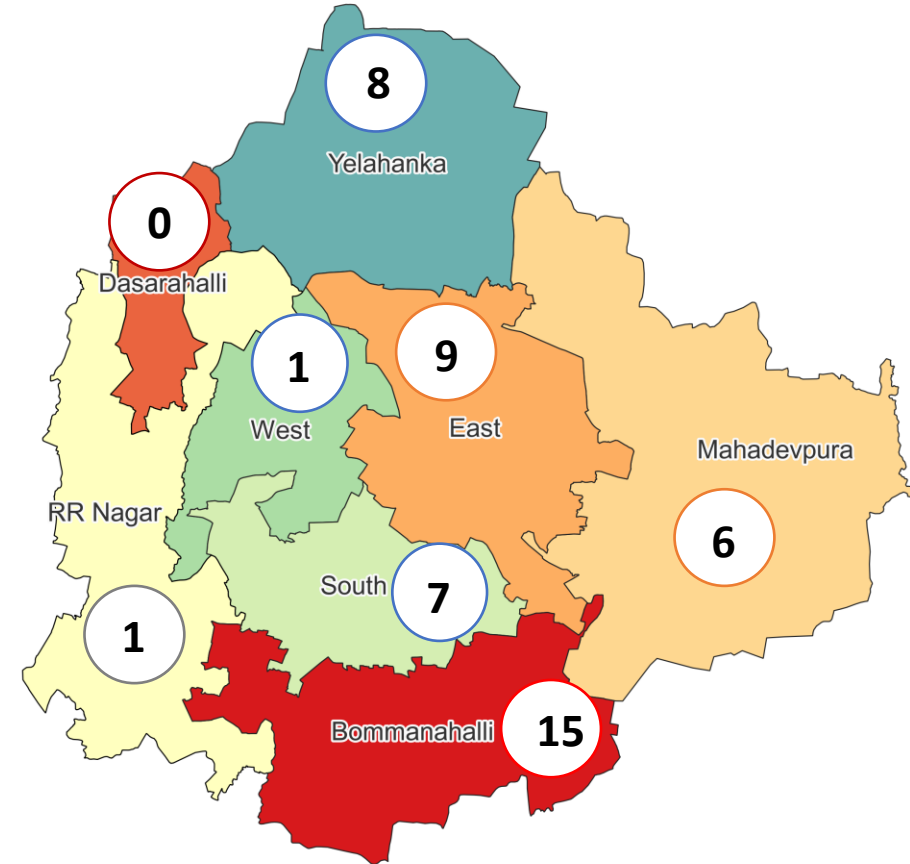 8
Yelahanka
0
Dasarahalli
1
West
9
East
Mahadevpura
6
RR Nagar
1
South
7
Bommanahalli
15